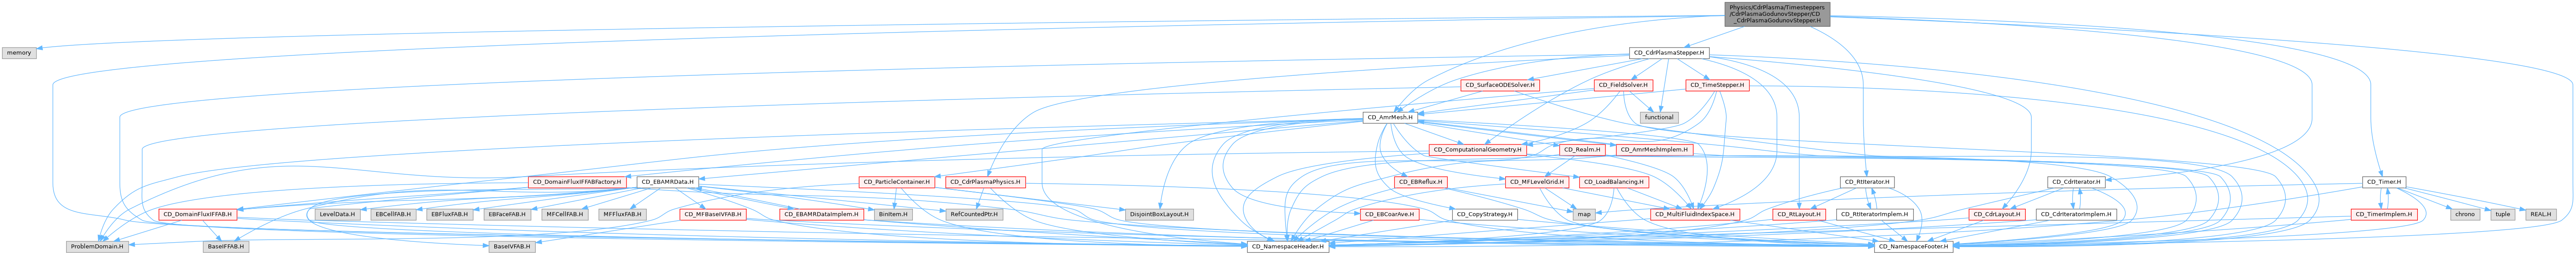 Physics/CdrPlasma/Timesteppers
/CdrPlasmaGodunovStepper/CD
_CdrPlasmaGodunovStepper.H
memory
CD_CdrPlasmaStepper.H
CD_SurfaceODESolver.H
CD_FieldSolver.H
CD_TimeStepper.H
functional
CD_AmrMesh.H
CD_ComputationalGeometry.H
CD_Realm.H
CD_AmrMeshImplem.H
CD_DomainFluxIFFABFactory.H
CD_EBAMRData.H
CD_ParticleContainer.H
CD_CdrPlasmaPhysics.H
CD_EBReflux.H
CD_MFLevelGrid.H
CD_LoadBalancing.H
CD_RtIterator.H
CD_CdrIterator.H
CD_Timer.H
CD_DomainFluxIFFAB.H
LevelData.H
EBCellFAB.H
EBFluxFAB.H
EBFaceFAB.H
MFCellFAB.H
MFFluxFAB.H
CD_MFBaseIVFAB.H
CD_EBAMRDataImplem.H
BinItem.H
RefCountedPtr.H
DisjointBoxLayout.H
CD_EBCoarAve.H
CD_CopyStrategy.H
map
CD_MultiFluidIndexSpace.H
CD_RtLayout.H
CD_RtIteratorImplem.H
CD_CdrLayout.H
CD_CdrIteratorImplem.H
CD_TimerImplem.H
chrono
tuple
REAL.H
ProblemDomain.H
BaseIFFAB.H
BaseIVFAB.H
CD_NamespaceHeader.H
CD_NamespaceFooter.H